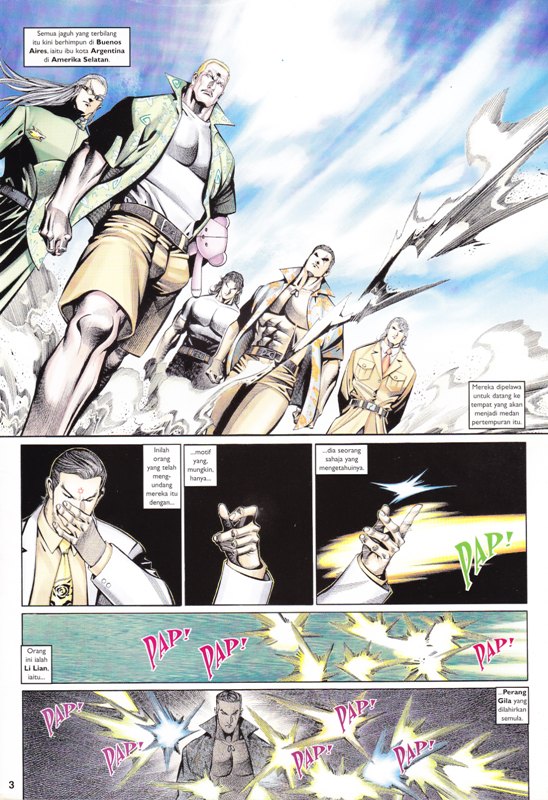 Semua jaguh yang terbilang
itu kini berhimpun di Buenos
Aires, iaitu ibu kota Argentina
di Amerika Selatan.
Mereka dipelawa
untuk datang ke
tempat yang akan
menjadi medan
pertempuran itu.
Inilah
orang
yang telah
meng-
undang
mereka itu
dengan...
...motif
yang,
mungkin,
hanya...
...dia seorang
sahaja yang
mengetahuinya.
PAP!
Orang
ini ialah
Li Lian,
iaitu...
PAP!
PAP!
PAP!
PAP!
...Perang
Gila yang
dilahirkan
semula.
PAP!
PAP!
PAP!
PAP!
PAP!
3